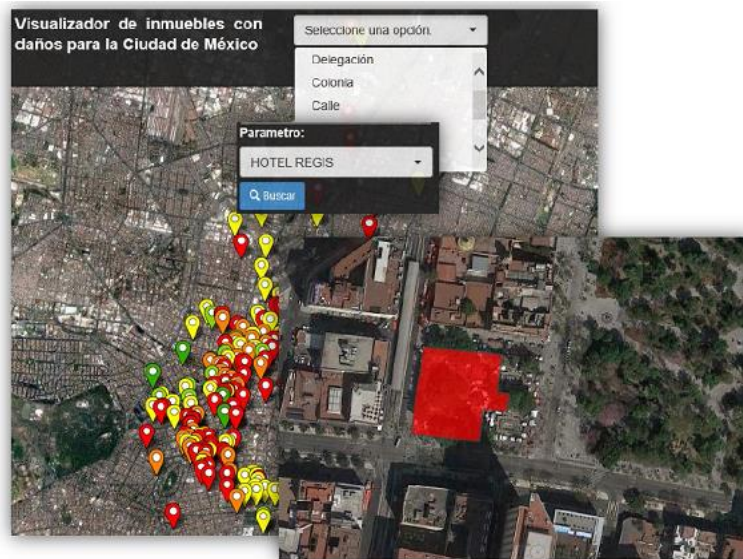 Visualizador de inmuebles con
daños para la Ciudad de México
Seleccione una opción.
Delegación
Colonia
Calle
Parametro:
HOTEL REGIS
Buscar